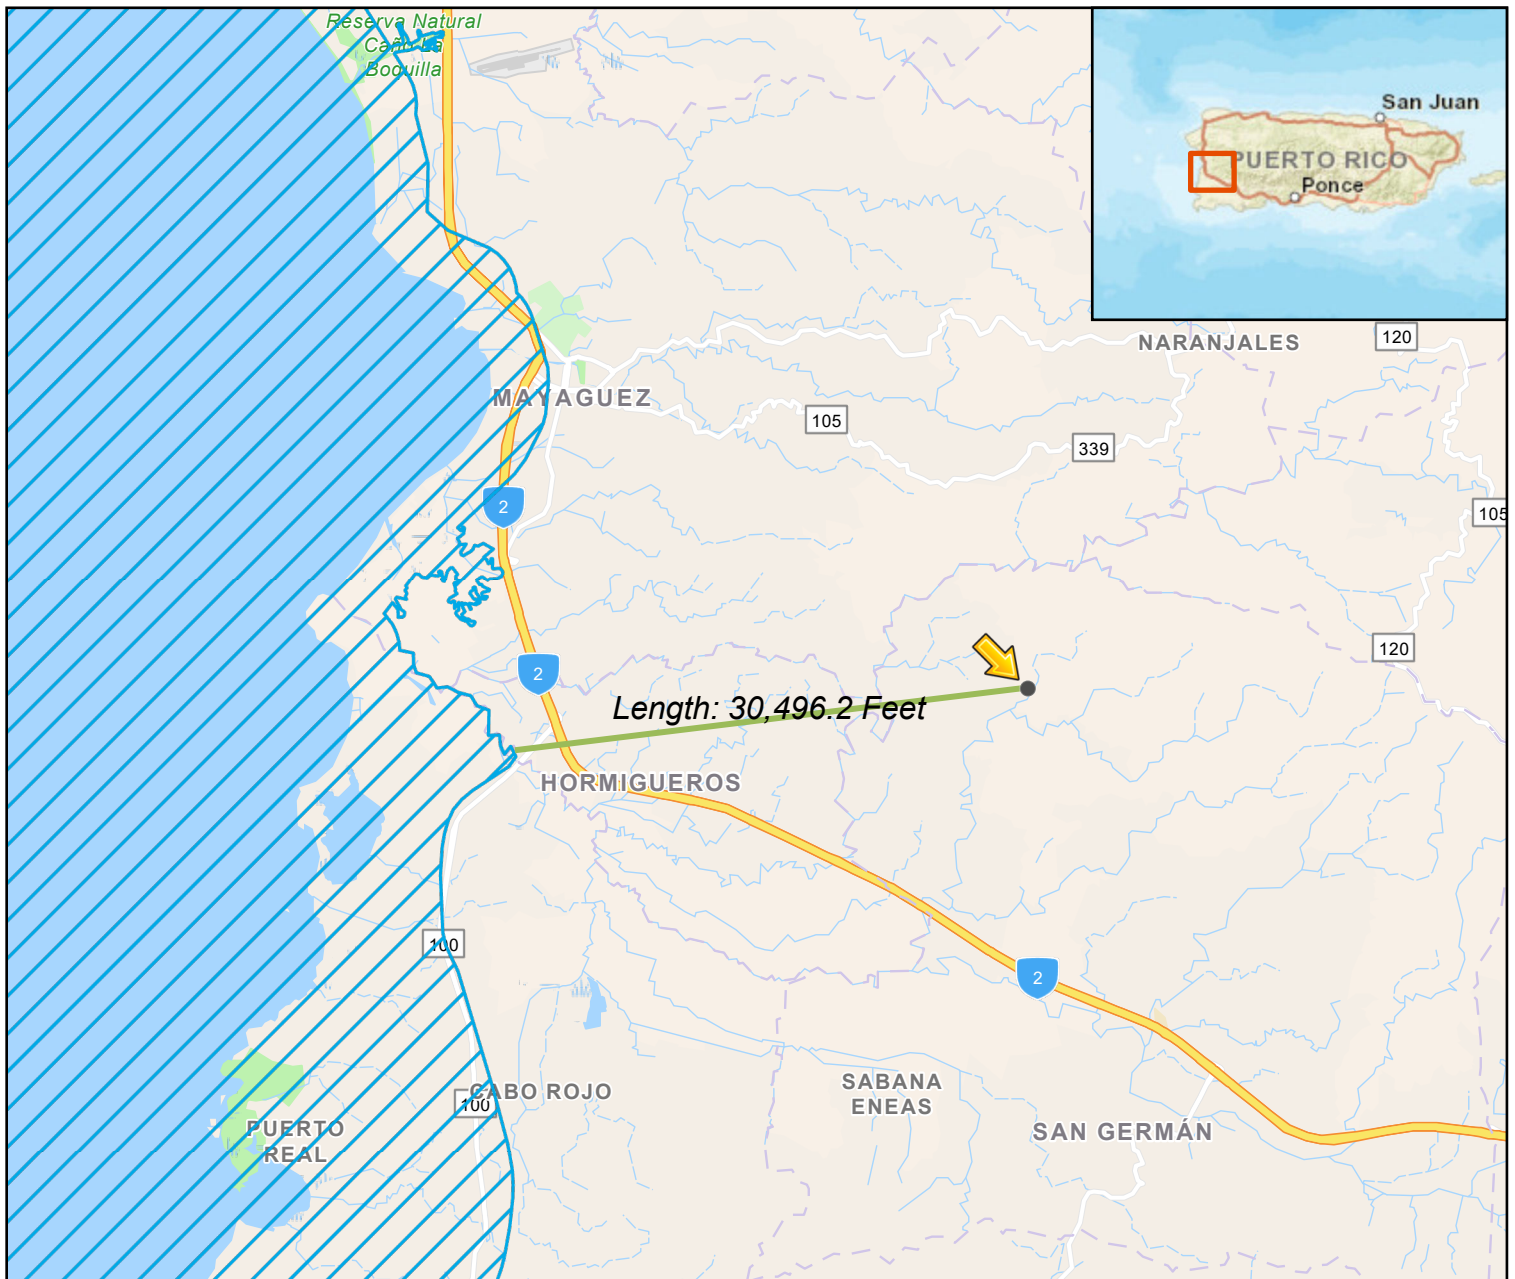 Reserva Natural
Caño La
Boquilla
San Juan
PUERTO RICO
Ponce
NARANJALES
120
MAYAGUEZ
105
339
2
105
120
2
Length: 30,496.2 Feet
HORMIGUEROS
100
2
CABO ROJO
100
SABANA
ENEAS
PUERTO
REAL
SAN GERMÁN